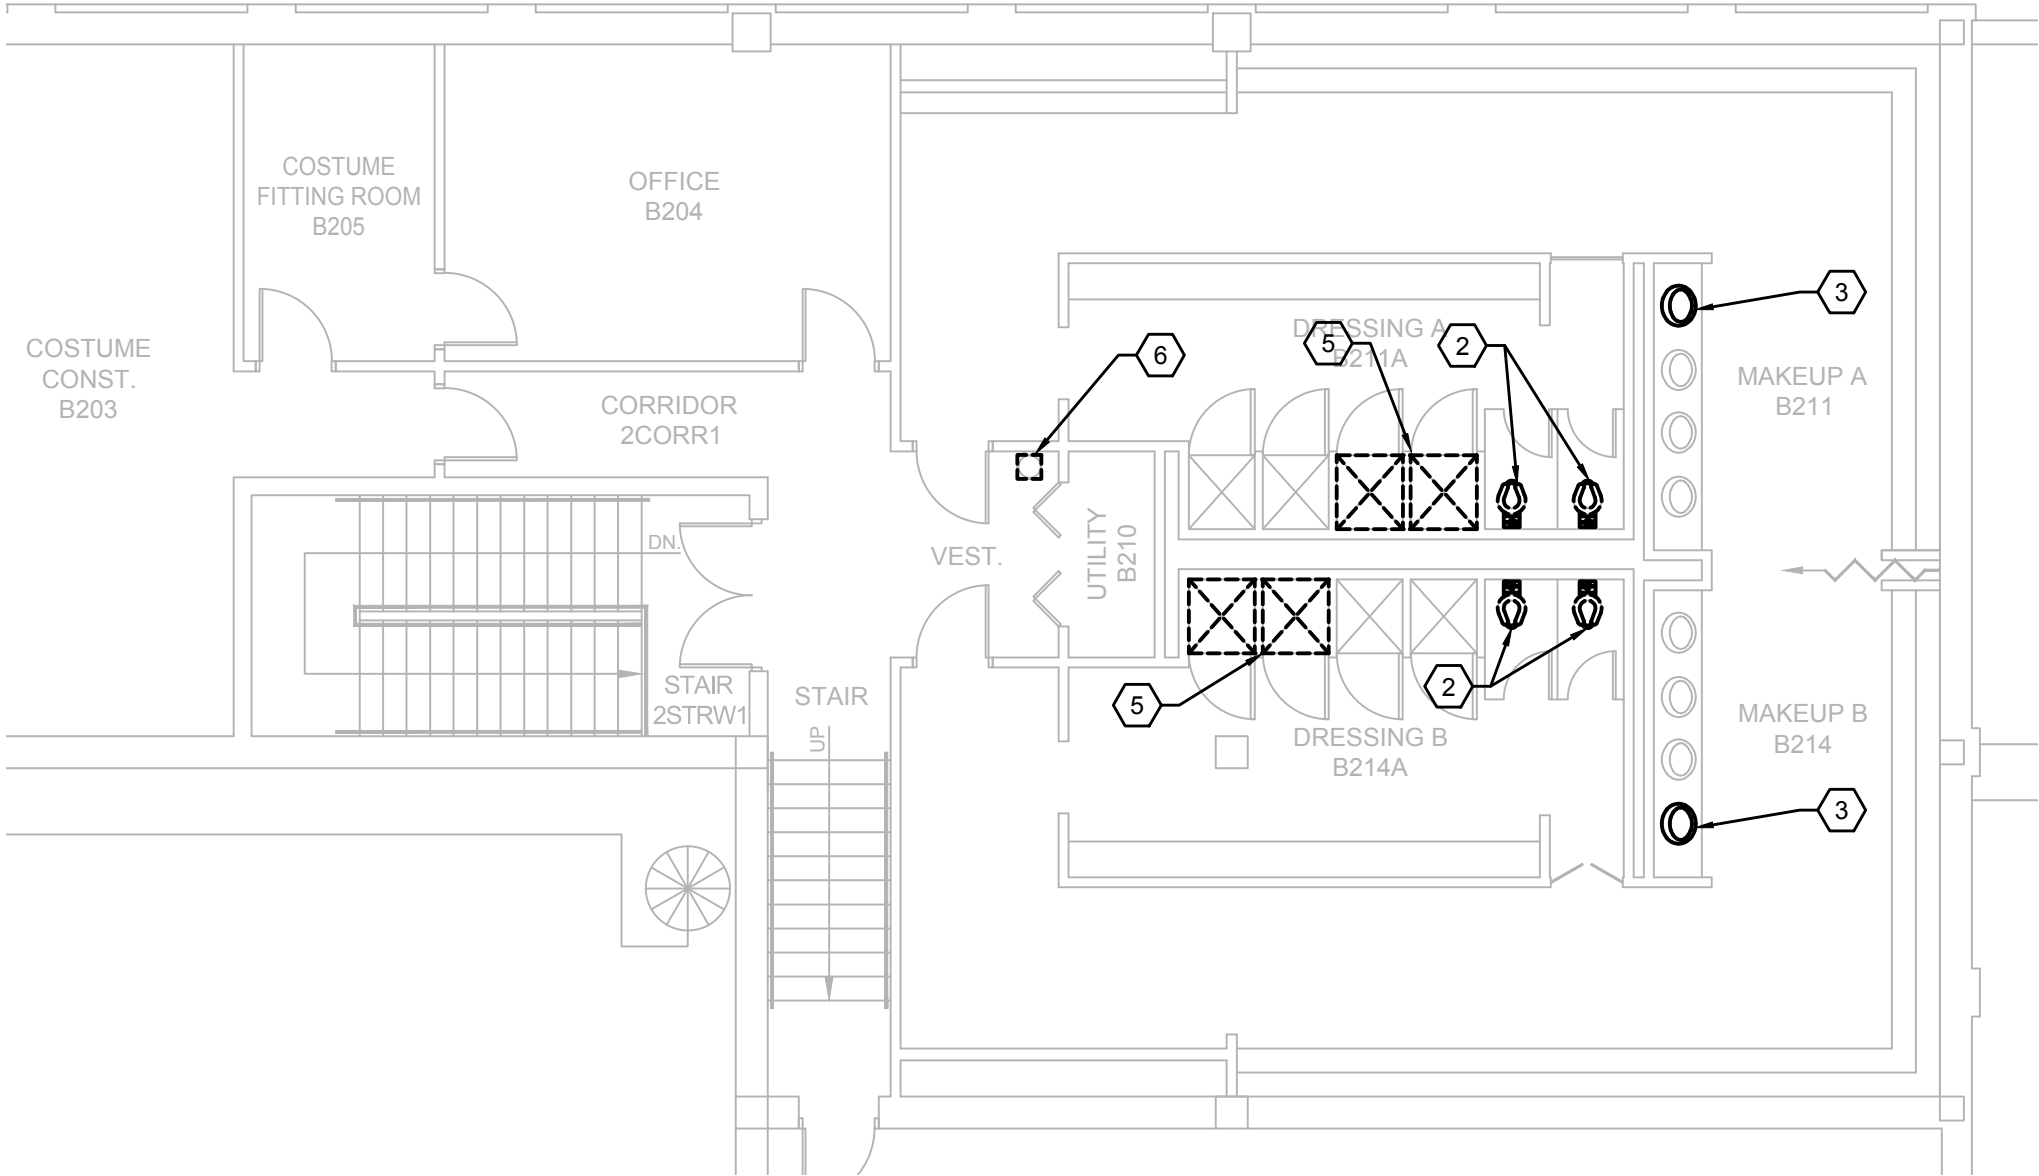 COSTUME
FITTING ROOM
B205
OFFICE
B204
COSTUME
CONST.
B203
CORRIDOR
2CORR1
6
DRESSING A
B211A
5
2
3
MAKEUP A
B211
DN.
VEST.
UTILITY
B210
STAIR
2STRW1
STAIR
UP
5
2
DRESSING B
B214A
MAKEUP B
B214
3